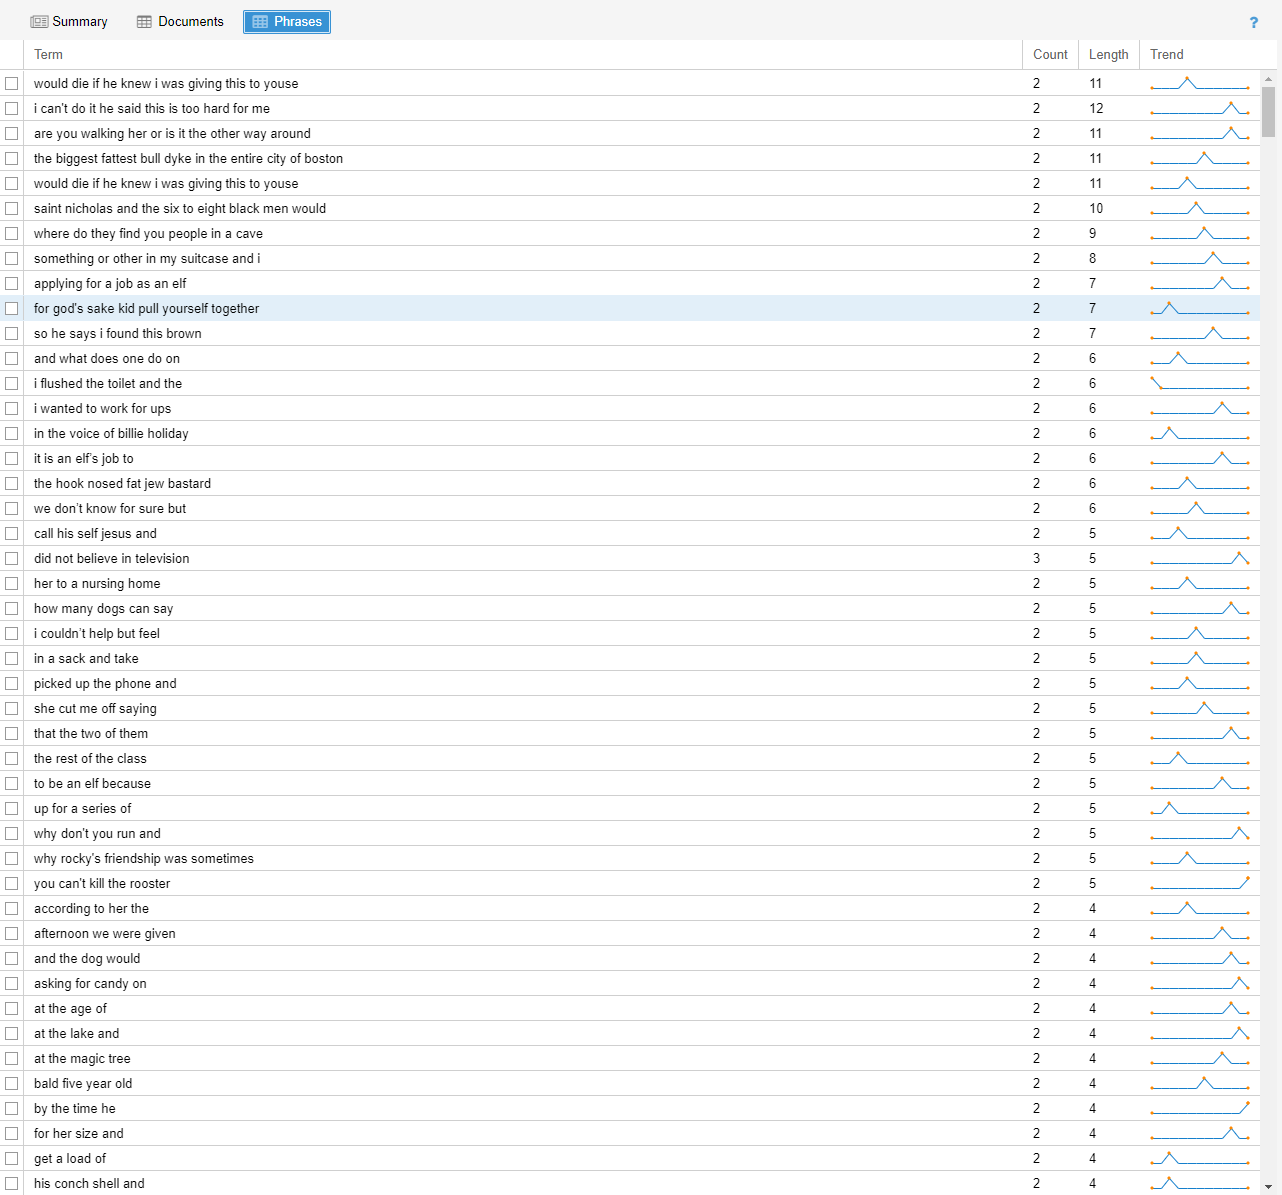 Summary Documents Phrases ?
Term Count Length Trend
would die if he knew i was giving this to youse 2 11
i can't do it he said this is too hard for me 2 12
are you walking her or is it the other way around 2 11
the biggest fattest bull dyke in the entire city of boston 2 11
would die if he knew i was giving this to youse 2 11
saint nicholas and the six to eight black men would 2 10
where do they find you people in a cave 2 9
something or other in my suitcase and i 2 8
applying for a job as an elf 2 7
for god's sake kid pull yourself together 2 7
so he says i found this brown 2 7
and what does one do on 2 6
i flushed the toilet and the 2 6
i wanted to work for ups 2 6
in the voice of billie holiday 2 6
it is an elf's job to 2 6
the hook nosed fat jew bastard 2 6
we don't know for sure but 2 6
call his self jesus and 2 5
did not believe in television 3 5
her to a nursing home 2 5
how many dogs can say 2 5
i couldn't help but feel 2 5
in a sack and take 2 5
picked up the phone and 2 5
she cut me off saying 2 5
that the two of them 2 5
the rest of the class 2 5
to be an elf because 2 5
up for a series of 2 5
why don't you run and 2 5
why rocky's friendship was sometimes 2 5
you can't kill the rooster 2 5
according to her the 2 4
afternoon we were given 2 4
and the dog would 2 4
asking for candy on 2 4
at the age of 2 4
at the lake and 2 4
at the magic tree 2 4
bald five year old 2 4
by the time he 2 4
for her size and 2 4
get a load of 2 4
his conch shell and 2 4